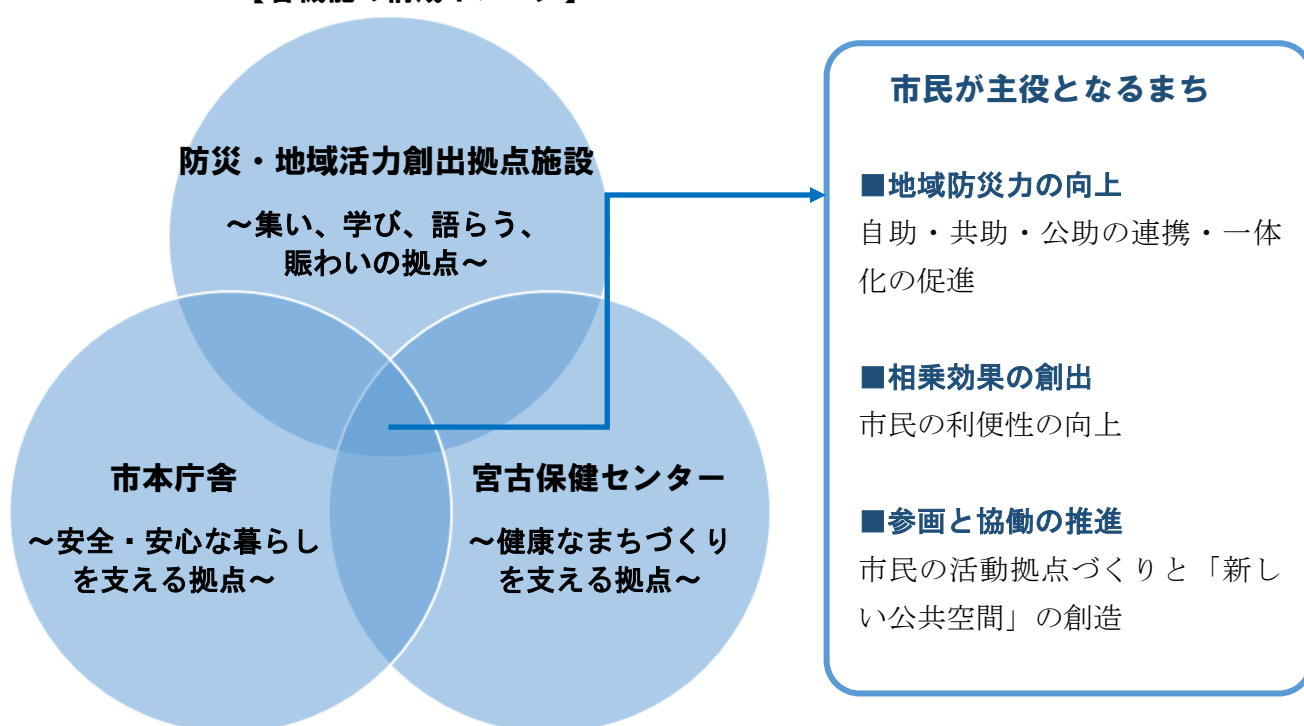 防災・地域活力創出拠点施設
～集い、学び、語らう、
賑わいの拠点～
市本庁舎
～安全・安心な暮らし
を支える拠点～
宮古保健センター
～健康なまちづくり
を支える拠点～
市民が主役となるまち
■地域防災力の向上
自助・共助・公助の連携・一体
化の促進
■相乗効果の創出
市民の利便性の向上
■参画と協働の推進
市民の活動拠点づくりと「新し
い公共空間」の創造